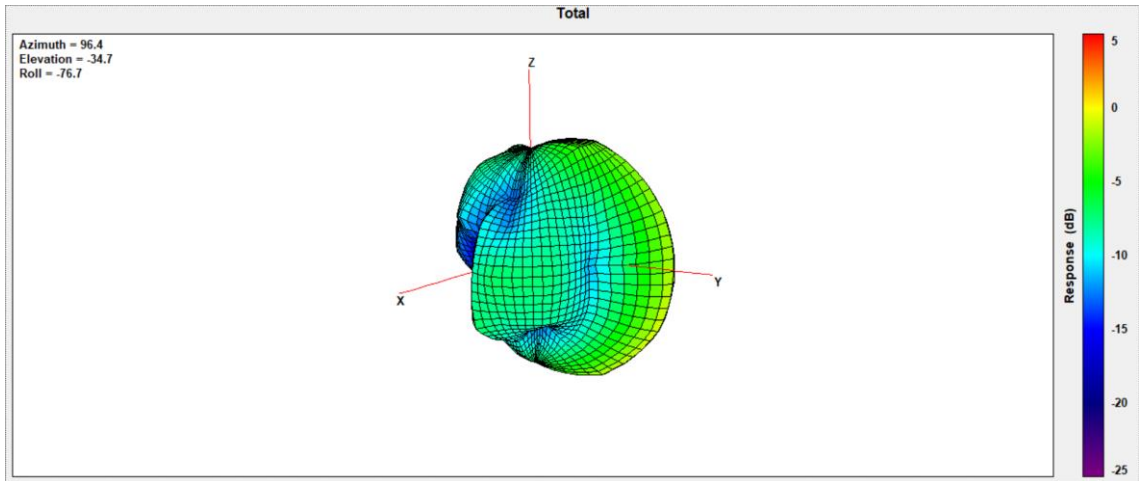 Total
Azimuth = 96.4
Elevation = -34.7
Roll = -76.7
Z
X
Y
5
0
-5
-10
-15
-20
-25
Response (dB)